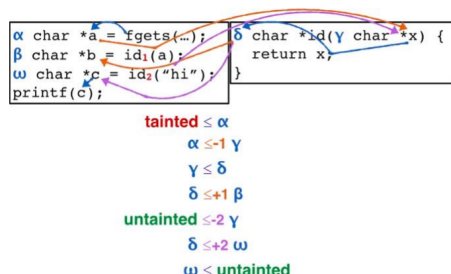 α char *a = fgets(…);
β char *b = id1(a);
ω char *c = id2(“hi”);
printf(c);
δ char *id(γ char *x) {
return x;
}
tainted ≤ α
α ≤-1 γ
γ ≤ δ
δ ≤+1 β
untainted ≤-2 γ
δ ≤+2 ω
ω ≤ untainted